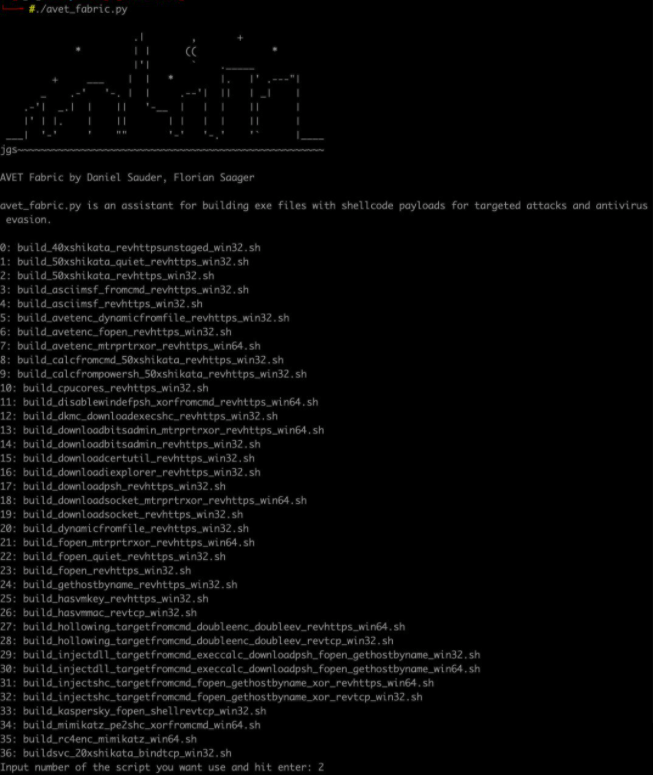 #./avet_fabric.py
jgs~~~~~~~~~~~~~~~~~~~~~~~~~~~~~~~~~~~~~~~~~~~~~~~~~~~
AVET Fabric by Daniel Sauder, Florian Saager
avet_fabric.py is an assistant for building exe files with shellcode payloads for targeted attacks and antivirus
evasion.
0: build_40xshikata_revhttpsunstaged_win32.sh
1: build_50xshikata_quiet_revhttps_win32.sh
2: build_50xshikata_revhttps_win32.sh
3: build_asciimsf_fromcmd_revhttps_win32.sh
4: build_asciimsf_revhttps_win32.sh
5: build_avetenc_dynamicfromfile_revhttps_win32.sh
6: build_avetenc_fopen_revhttps_win32.sh
7: build_avetenc_mtrprtrxor_revhttps_win64.sh
8: build_calcfromcmd_50xshikata_revhttps_win32.sh
9: build_calcfrompowersh_50xshikata_revhttps_win32.sh
10: build_cpucores_revhttps_win32.sh
11: build_disablewindefpsh_xorfromcmd_revhttps_win64.sh
12: build_dkmc_downloadexecshc_revhttps_win32.sh
13: build_downloadbitsadmin_mtrprtrxor_revhttps_win64.sh
14: build_downloadbitsadmin_revhttps_win32.sh
15: build_downloadcertutil_revhttps_win32.sh
16: build_downloadiexplorer_revhttps_win32.sh
17: build_downloadpsh_revhttps_win32.sh
18: build_downloadsocket_mtrprtrxor_revhttps_win64.sh
19: build_downloadsocket_revhttps_win32.sh
20: build_dynamicfromfile_revhttps_win32.sh
21: build_fopen_mtrprtrxor_revhttps_win64.sh
22: build_fopen_quiet_revhttps_win32.sh
23: build_fopen_revhttps_win32.sh
24: build_gethostbyname_revhttps_win32.sh
25: build_hasvmkey_revhttps_win32.sh
26: build_hasvmmac_revtcp_win32.sh
27: build_hollowing_targetfromcmd_doubleenc_doubleev_revhttps_win64.sh
28: build_hollowing_targetfromcmd_doubleenc_doubleev_revtcp_win32.sh
29: build_injectdll_targetfromcmd_execcalc_downloadpsh_fopen_gethostbyname_win32.sh
30: build_injectdll_targetfromcmd_execcalc_downloadpsh_fopen_gethostbyname_win64.sh
31: build_injectshc_targetfromcmd_fopen_gethostbyname_xor_revhttps_win64.sh
32: build_injectshc_targetfromcmd_fopen_gethostbyname_xor_revtcp_win32.sh
33: build_kaspersky_fopen_shellrevtcp_win32.sh
34: build_mimikatz_pe2shc_xorfromcmd_win64.sh
35: build_rc4enc_mimikatz_win64.sh
36: buildsvc_20xshikata_bindtcp_win32.sh
Input number of the script you want use and hit enter: 2